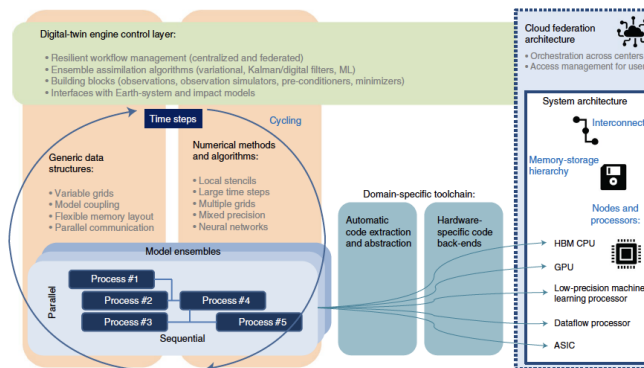 Digital-twin engine control layer:
• Resilient workflow management (centralized and federated)
• Ensemble assimilation algorithms (variational, Kalman/digital filters, ML)
• Building blocks (observations, observation simulators, pre-conditioners, minimizers)
• Interfaces with Earth-system and impact models
Time steps
Cycling
Generic data
structures:
• Variable grids
• Model coupling
• Flexible memory layout
• Parallel communication
Numerical methods
and algorithms:
• Local stencils
• Large time steps
• Multiple grids
• Mixed precision
• Neural networks
Model ensembles
Parallel
Process #1
Process #2
Process #3
Process #4
Process #5
Sequential
Domain-specific toolchain:
Automatic
code extraction
and abstraction
Hardware-
specific code
back-ends
Cloud federation
architecture
• Orchestration across centers
• Access management for user
System architecture
Interconnect
Memory-storage
hierarchy
Nodes and
processors:
HBM CPU
GPU
Low-precision machine
learning processor
Dataflow processor
ASIC